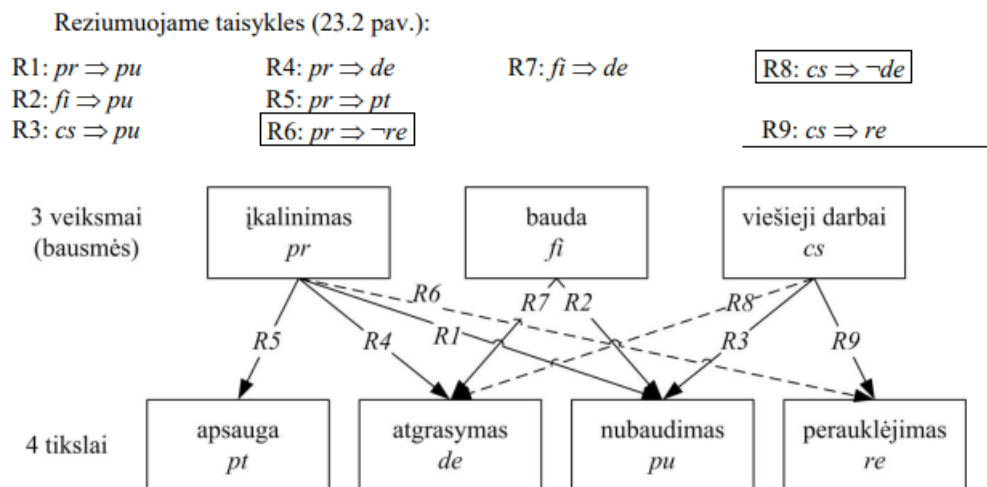 Reziumuojame taisykles (23.2 pav.):
R1: pr ⇒ pu R4: pr ⇒ de R7: fi ⇒ de R8: cs ⇒ ¬de
R2: fi ⇒ pu R5: pr ⇒ pt
R3: cs ⇒ pu R6: pr ⇒ ¬re R9: cs ⇒ re
3 veiksmai
(bausmės)
įkalinimas
pr
bauda
fi
viešieji darbai
cs
R6 R7 R2 R8
R5 R4 R1 R3 R9
4 tikslai
apsauga
pt
atgrasymas
de
nubaudimas
pu
perauklėjimas
re